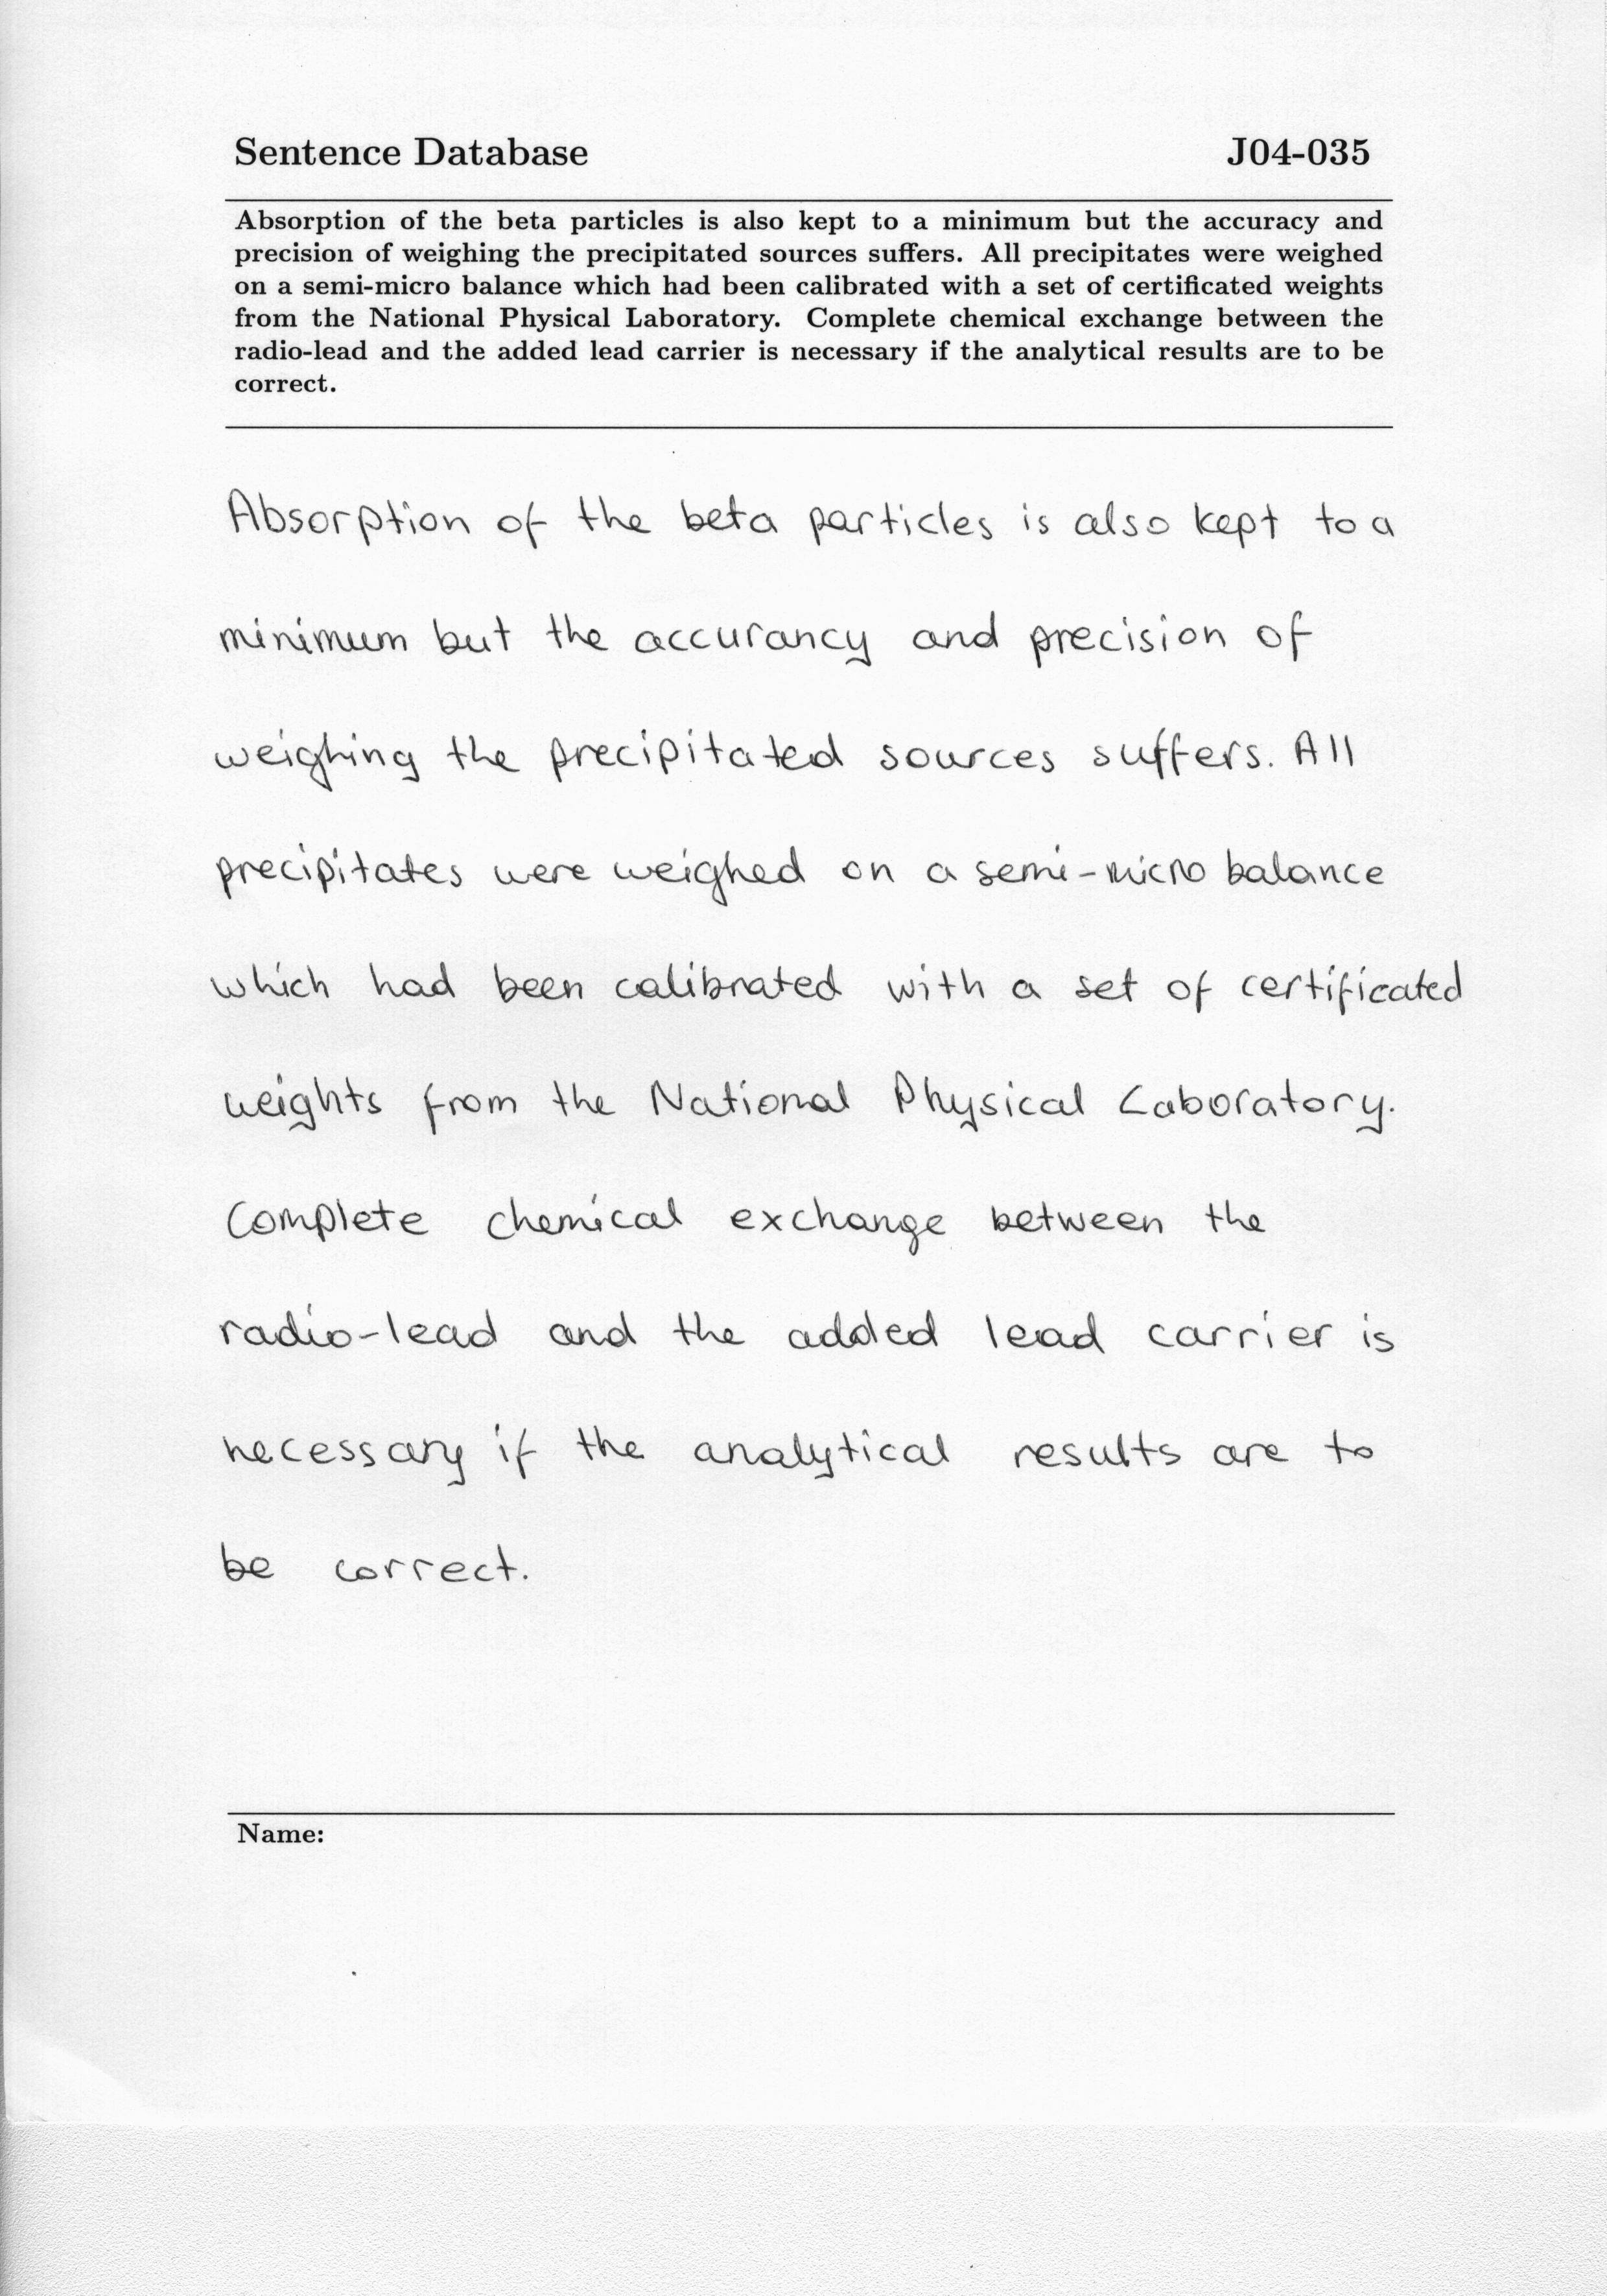 Sentence Database J04-035
Absorption of the beta particles is also kept to a minimum but the accuracy and
precision of weighing the precipitated sources suffers. All precipitates were weighed
on a semi-micro balance which had been calibrated with a set of certificated weights
from the National Physical Laboratory. Complete chemical exchange between the
radio-lead and the added lead carrier is necessary if the analytical results are to be
correct.
Absorption of the beta particles is also kept to a
minimum but the accurancy and precision of
weighing the precipitated sources suffers. All
precipitates were weighed on a semi-micro balance
which had been calibrated with a set of certificated
weights from the National Physical Laboratory.
Complete chemical exchange between the
radio-lead and the added lead carrier is
necessary if the analytical results are to
be correct.
Name: